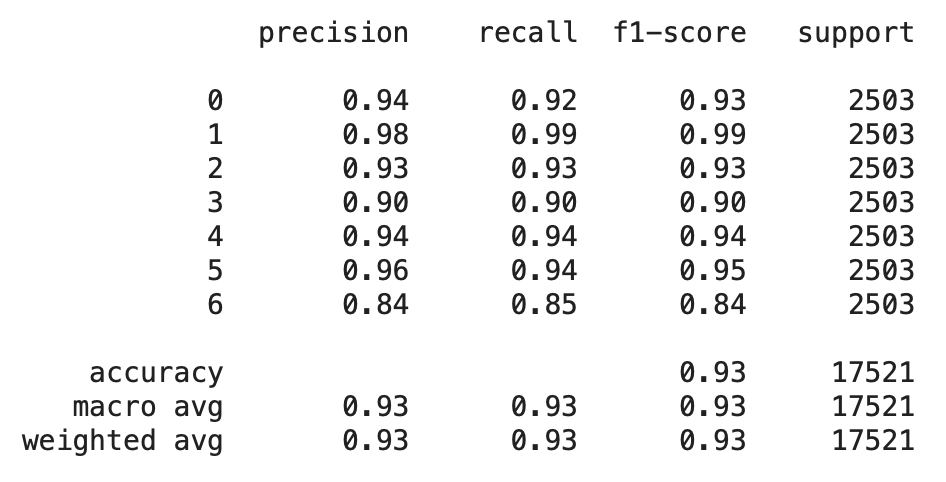 precision recall f1-score support
0 0.94 0.92 0.93 2503
1 0.98 0.99 0.99 2503
2 0.93 0.93 0.93 2503
3 0.90 0.90 0.90 2503
4 0.94 0.94 0.94 2503
5 0.96 0.94 0.95 2503
6 0.84 0.85 0.84 2503
accuracy 0.93 17521
macro avg 0.93 0.93 0.93 17521
weighted avg 0.93 0.93 0.93 17521